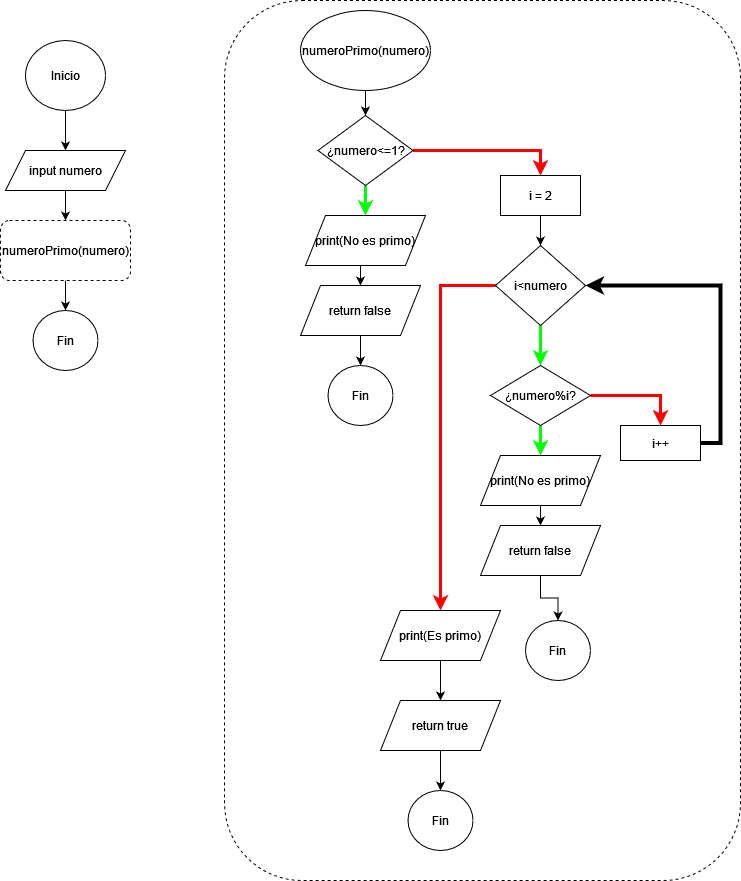 Inicio
input numero
numeroPrimo(numero)
Fin
numeroPrimo(numero)
¿numero<=1?
print(No es primo)
return false
Fin
i = 2
i<numero
¿numero%i?
i++
print(No es primo)
return false
Fin
print(Es primo)
return true
Fin